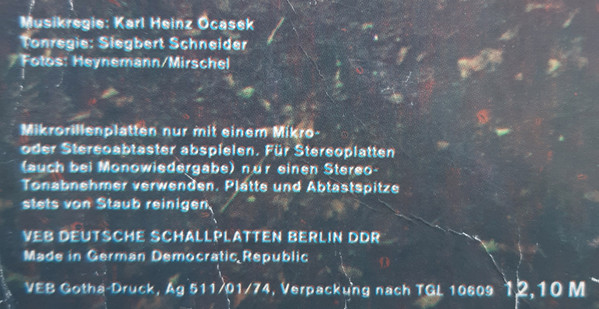 Musikregie: Karl Heinz Ocasek
Tonregie: Siegbert Schneider
Fotos: Heynemann/Mirschel
Mikrorillenplatten nur mit einem Mikro-
oder Stereoabtaster abspielen. Für Stereoplatten
(auch bei Monowiedergabe) nur einen Stereo-
Tonabnehmer verwenden. Platte und Abtastspitze
stets von Staub reinigen.
VEB DEUTSCHE SCHALLPLATTEN BERLIN DDR
Made in German Democratic Republic
VEB Gotha-Druck, Ag 511/01/74, Verpackung nach TGL 10609 12,10 M